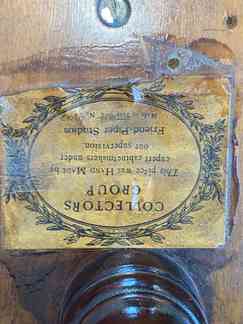 COLLECTORS
GROUP
This piece was HAND MADE by
expert cabinetmakers under
our supervision.
Friend-Piper Studios